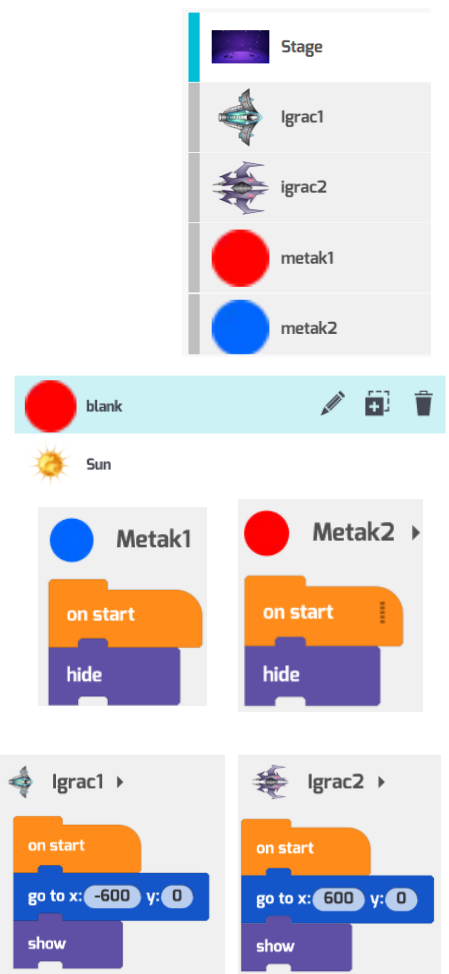 Stage
Igrac1
igrac2
metak1
metak2
blank
Sun
Metak1
on start
hide
Metak2
on start
hide
Igrac1
on start
go to x: -600 y: 0
show
Igrac2
on start
go to x: 600 y: 0
show